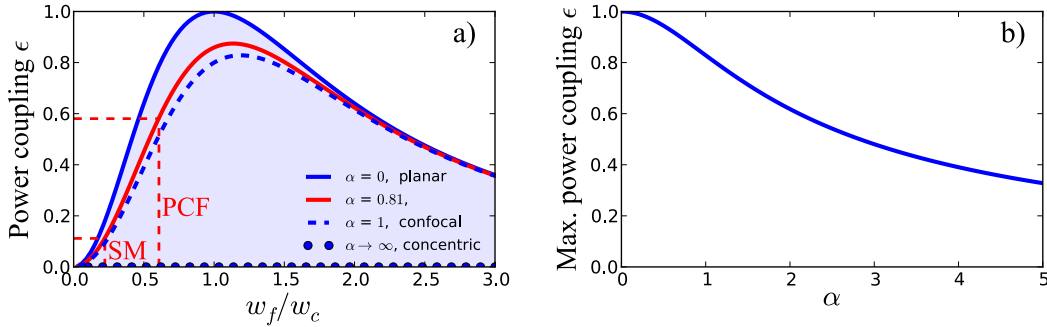 Power coupling ϵ
1.0
0.8
0.6
0.4
0.2
0.0
a)
PCF
SM
α = 0, planar
α = 0.81,
α = 1, confocal
α → ∞, concentric
0.0 0.5 1.0 1.5 2.0 2.5 3.0
w_f/w_c
Max. power coupling ϵ
1.0
0.8
0.6
0.4
0.2
0.0
b)
0 1 2 3 4 5
α